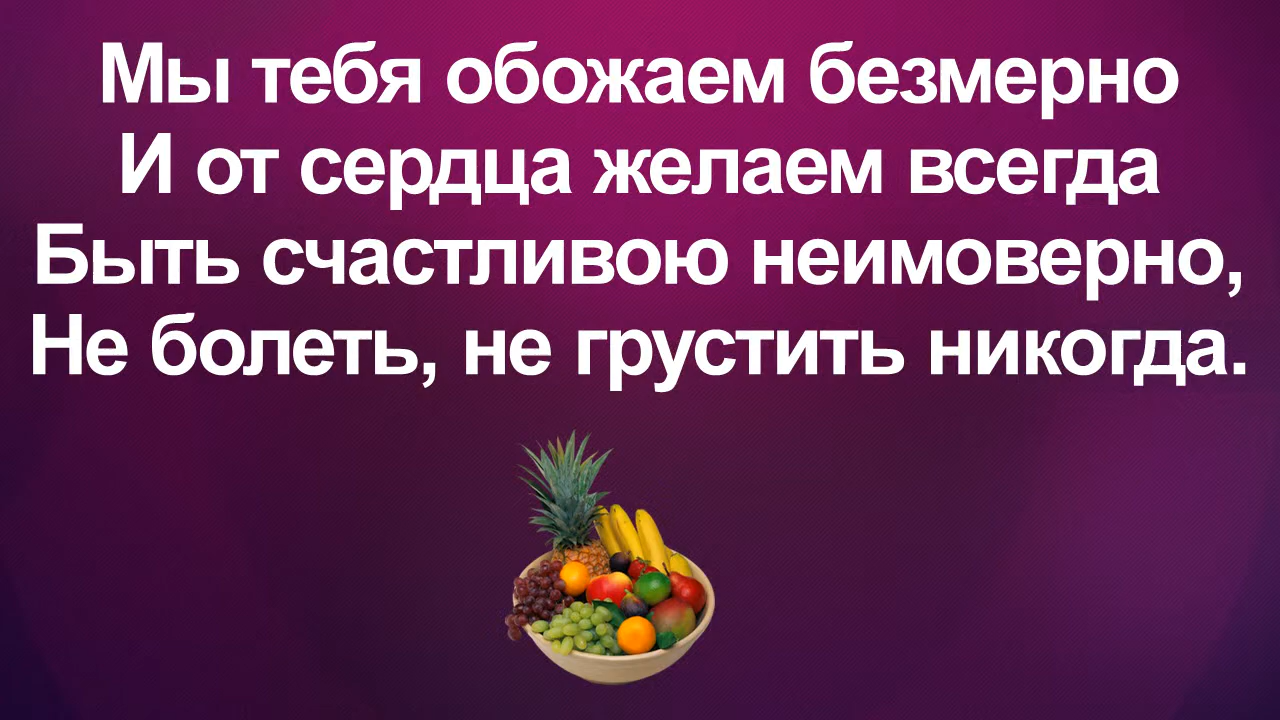 Мы тебя обожаем безмерно
И от сердца желаем всегда
Быть счастливою неимоверно,
Не болеть, не грустить никогда.